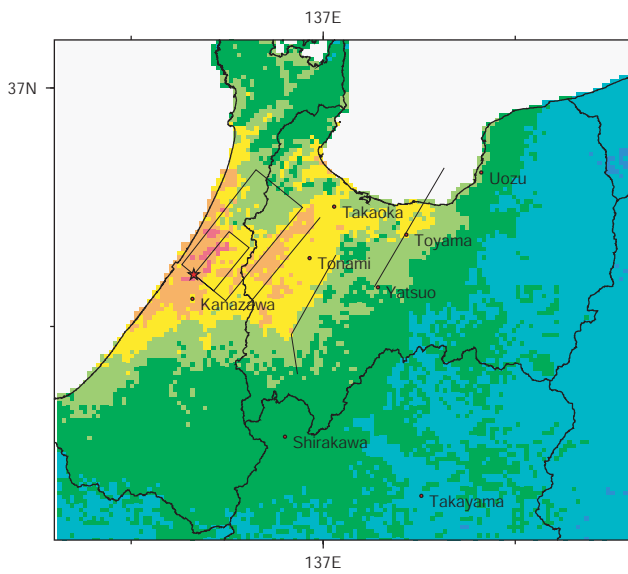 137E
37N
Uozu
Takaoka
Toyama
Tonami
Yatsuo
Kanazawa
Shirakawa
Takayama
137E